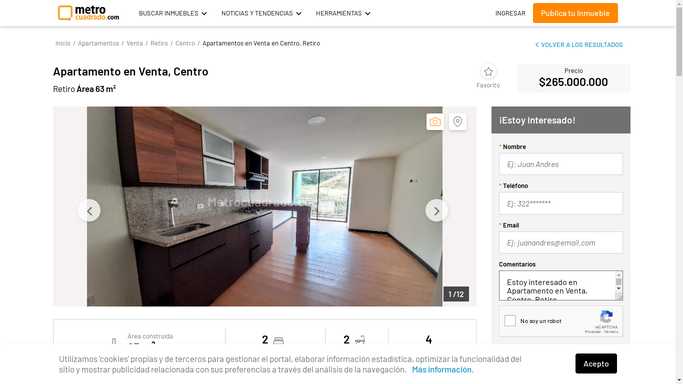 metro
cuadrado.com
BUSCAR INMUEBLES
NOTICIAS Y TENDENCIAS
HERRAMIENTAS
INGRESAR
Publica tu Inmueble
Inicio / Apartamentos / Venta / Retiro / Centro / Apartamentos en Venta en Centro, Retiro
VOLVER A LOS RESULTADOS
Apartamento en Venta, Centro
Retiro Área 63 m²
Favorito
Precio
$265.000.000
Metrocuadrado.com
1 /12
¡Estoy Interesado!
* Nombre
Ej: Juan Andres
* Teléfono
Ej: 322*******
* Email
Ej: juanandres@email.com
Comentarios
Estoy interesado en
Apartamento en Venta,
Centro, Retiro
No soy un robot
reCAPTCHA
Privacidad - Términos
Área construida
2
2
4
Utilizamos 'cookies' propias y de terceros para gestionar el portal, elaborar información estadística, optimizar la funcionalidad del
sitio y mostrar publicidad relacionada con sus preferencias a través del análisis de la navegación. Más información.
Acepto